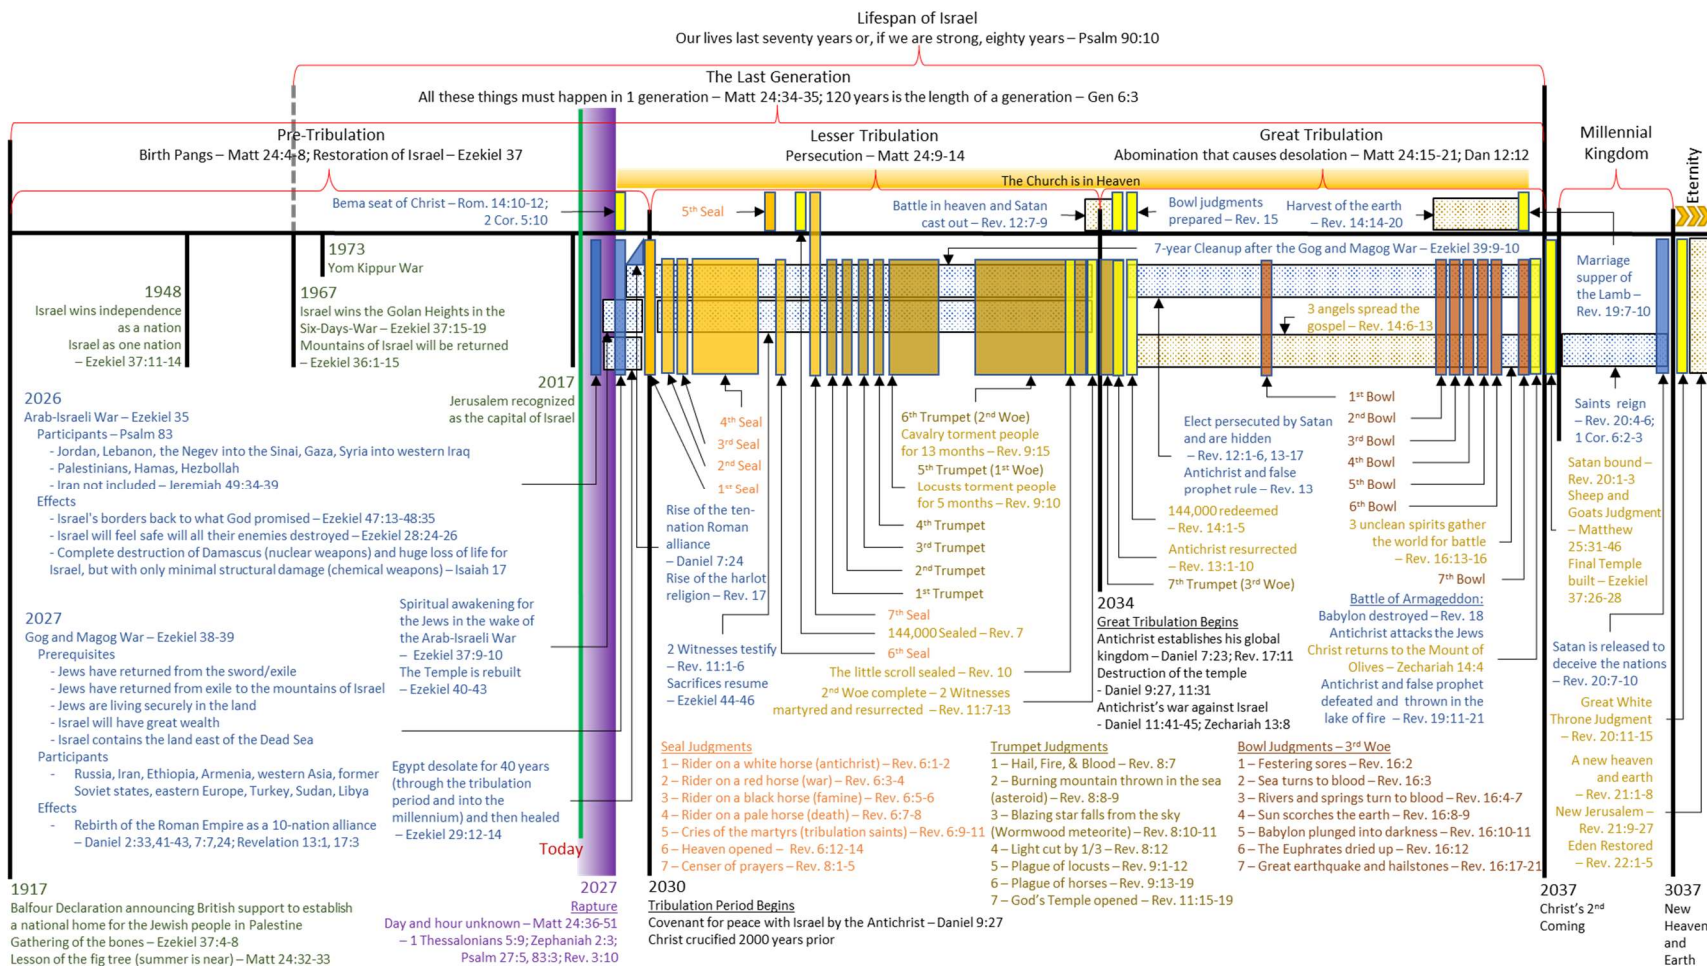 Lifespan of Israel
Our lives last seventy years or, if we are strong, eighty years – Psalm 90:10
The Last Generation
All these things must happen in 1 generation – Matt 24:34-35; 120 years is the length of a generation – Gen 6:3
Pre-Tribulation
Birth Pangs – Matt 24:4-8; Restoration of Israel – Ezekiel 37
Lesser Tribulation
Persecution – Matt 24:9-14
Great Tribulation
Abomination that causes desolation – Matt 24:15-21; Dan 12:12
Millennial
Kingdom
Eternity
The Church is in Heaven
Bema seat of Christ – Rom. 14:10-12;
2 Cor. 5:10
5th Seal
Battle in heaven and Satan
cast out – Rev. 12:7-9
Bowl judgments
prepared – Rev. 15
Harvest of the earth
– Rev. 14:14-20
7-year Cleanup after the Gog and Magog War – Ezekiel 39:9-10
1973
Yom Kippur War
1948
Israel wins independence
as a nation
Israel as one nation
– Ezekiel 37:11-14
1967
Israel wins the Golan Heights in the
Six-Days-War – Ezekiel 37:15-19
Mountains of Israel will be returned
– Ezekiel 36:1-15
2017
Jerusalem recognized
as the capital of Israel
3 angels spread the
gospel – Rev. 14:6-13
Marriage
supper of
the Lamb –
Rev. 19:7-10
2026
Arab-Israeli War – Ezekiel 35
Participants – Psalm 83
- Jordan, Lebanon, the Negev into the Sinai, Gaza, Syria into western Iraq
- Palestinians, Hamas, Hezbollah
- Iran not included – Jeremiah 49:34-39
Effects
- Israel's borders back to what God promised – Ezekiel 47:13-48:35
- Israel will feel safe will all their enemies destroyed – Ezekiel 28:24-26
- Complete destruction of Damascus (nuclear weapons) and huge loss of life for
Israel, but with only minimal structural damage (chemical weapons) – Isaiah 17
2027
Gog and Magog War – Ezekiel 38-39
Prerequisites
- Jews have returned from the sword/exile
- Jews have returned from exile to the mountains of Israel
- Jews are living securely in the land
- Israel will have great wealth
- Israel contains the land east of the Dead Sea
Participants
- Russia, Iran, Ethiopia, Armenia, western Asia, former
Soviet states, eastern Europe, Turkey, Sudan, Libya
Effects
- Rebirth of the Roman Empire as a 10-nation alliance
– Daniel 2:33,41-43, 7:7,24; Revelation 13:1, 17:3
Spiritual awakening for
the Jews in the wake of
the Arab-Israeli War
– Ezekiel 37:9-10
The Temple is rebuilt
– Ezekiel 40-43
Egypt desolate for 40 years
(through the tribulation
period and into the
millennium) and then healed
– Ezekiel 29:12-14
Today
4th Seal
3rd Seal
2nd Seal
1st Seal
Rise of the ten-
nation Roman
alliance
– Daniel 7:24
Rise of the harlot
religion – Rev. 17
2 Witnesses testify
– Rev. 11:1-6
Sacrifices resume
– Ezekiel 44-46
6th Trumpet (2nd Woe)
Cavalry torment people
for 13 months – Rev. 9:15
5th Trumpet (1st Woe)
Locusts torment people
for 5 months – Rev. 9:10
4th Trumpet
3rd Trumpet
2nd Trumpet
1st Trumpet
7th Seal
144,000 Sealed – Rev. 7
6th Seal
The little scroll sealed – Rev. 10
2nd Woe complete – 2 Witnesses
martyred and resurrected – Rev. 11:7-13
Elect persecuted by Satan
and are hidden
– Rev. 12:1-6, 13-17
Antichrist and false
prophet rule – Rev. 13
144,000 redeemed
– Rev. 14:1-5
Antichrist resurrected
– Rev. 13:1-10
7th Trumpet (3rd Woe)
2034
Great Tribulation Begins
Antichrist establishes his global
kingdom – Daniel 7:23; Rev. 17:11
Destruction of the temple
- Daniel 9:27, 11:31
Antichrist's war against Israel
- Daniel 11:41-45; Zechariah 13:8
1st Bowl
2nd Bowl
3rd Bowl
4th Bowl
5th Bowl
6th Bowl
3 unclean spirits gather
the world for battle
– Rev. 16:13-16
7th Bowl
Battle of Armageddon:
Babylon destroyed – Rev. 18
Antichrist attacks the Jews
Christ returns to the Mount of
Olives – Zechariah 14:4
Antichrist and false prophet
defeated and thrown in the
lake of fire – Rev. 19:11-21
Saints reign
– Rev. 20:4-6;
1 Cor. 6:2-3
Satan bound –
Rev. 20:1-3
Sheep and
Goats Judgment
– Matthew
25:31-46
Final Temple
built – Ezekiel
37:26-28
Satan is released to
deceive the nations
– Rev. 20:7-10
Great White
Throne Judgment
– Rev. 20:11-15
A new heaven
and earth
– Rev. 21:1-8
New Jerusalem –
Rev. 21:9-27
Eden Restored
– Rev. 22:1-5
Seal Judgments
1 – Rider on a white horse (antichrist) – Rev. 6:1-2
2 – Rider on a red horse (war) – Rev. 6:3-4
3 – Rider on a black horse (famine) – Rev. 6:5-6
4 – Rider on a pale horse (death) – Rev. 6:7-8
5 – Cries of the martyrs (tribulation saints) – Rev. 6:9-11
6 – Heaven opened – Rev. 6:12-14
7 – Censer of prayers – Rev. 8:1-5
Trumpet Judgments
1 – Hail, Fire, & Blood – Rev. 8:7
2 – Burning mountain thrown in the sea
(asteroid) – Rev. 8:8-9
3 – Blazing star falls from the sky
(Wormwood meteorite) – Rev. 8:10-11
4 – Light cut by 1/3 – Rev. 8:12
5 – Plague of locusts – Rev. 9:1-12
6 – Plague of horses – Rev. 9:13-19
7 – God's Temple opened – Rev. 11:15-19
Bowl Judgments – 3rd Woe
1 – Festering sores – Rev. 16:2
2 – Sea turns to blood – Rev. 16:3
3 – Rivers and springs turn to blood – Rev. 16:4-7
4 – Sun scorches the earth – Rev. 16:8-9
5 – Babylon plunged into darkness – Rev. 16:10-11
6 – The Euphrates dried up – Rev. 16:12
7 – Great earthquake and hailstones – Rev. 16:17-21
1917
Balfour Declaration announcing British support to establish
a national home for the Jewish people in Palestine
Gathering of the bones – Ezekiel 37:4-8
Lesson of the fig tree (summer is near) – Matt 24:32-33
2027
Rapture
Day and hour unknown – Matt 24:36-51
– 1 Thessalonians 5:9; Zephaniah 2:3;
Psalm 27:5, 83:3; Rev. 3:10
2030
Tribulation Period Begins
Covenant for peace with Israel by the Antichrist – Daniel 9:27
Christ crucified 2000 years prior
2037
Christ's 2nd
Coming
3037
New
Heaven
and
Earth